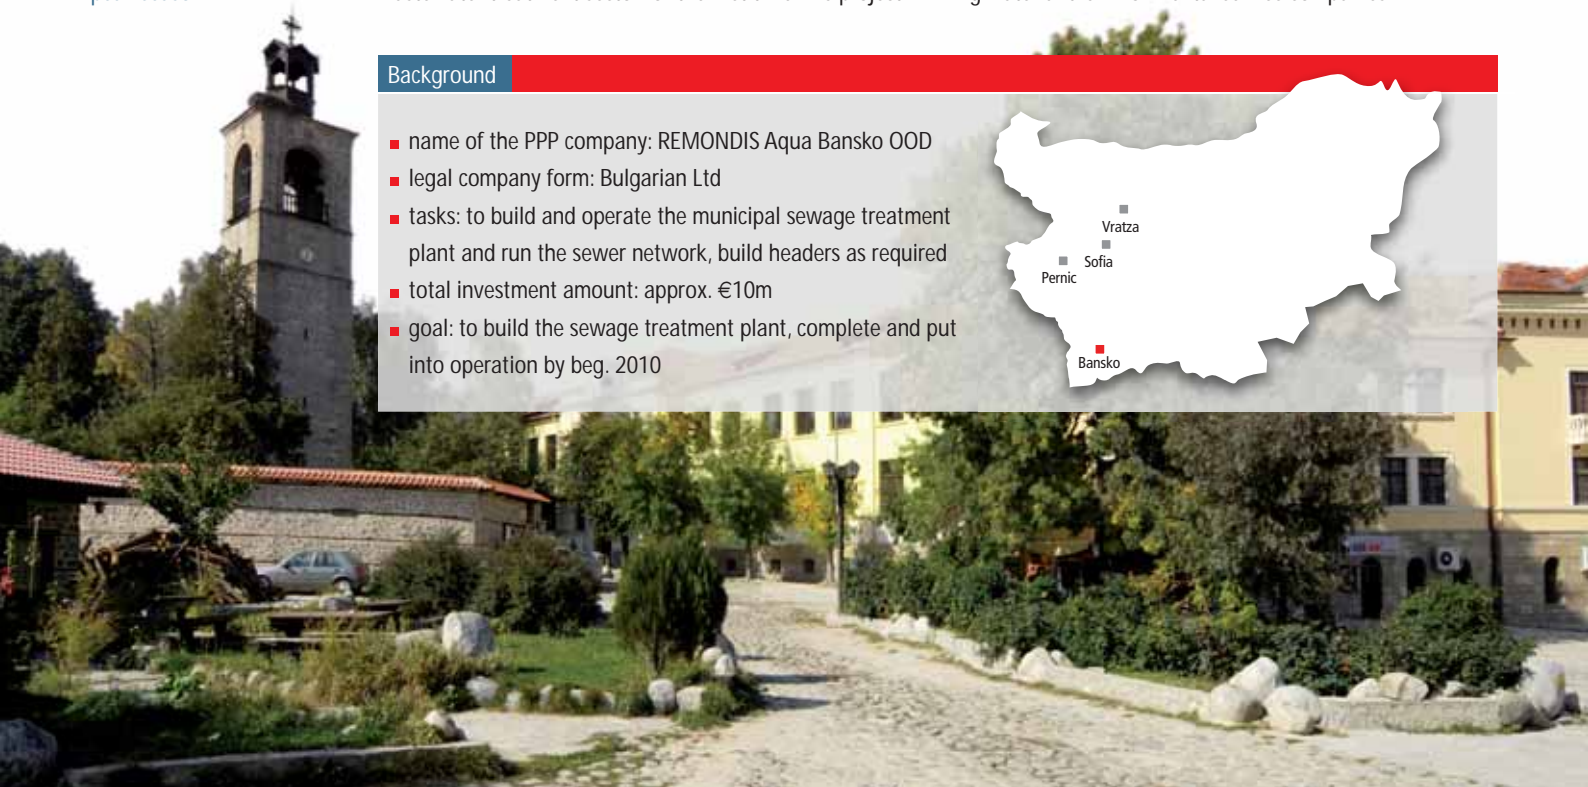 Background
name of the PPP company: REMONDIS Aqua Bansko OOD
legal company form: Bulgarian Ltd
tasks: to build and operate the municipal sewage treatment
plant and run the sewer network, build headers as required
total investment amount: approx. €10m
goal: to build the sewage treatment plant, complete and put
into operation by beg. 2010
Vratza
Sofia
Pernic
Bansko